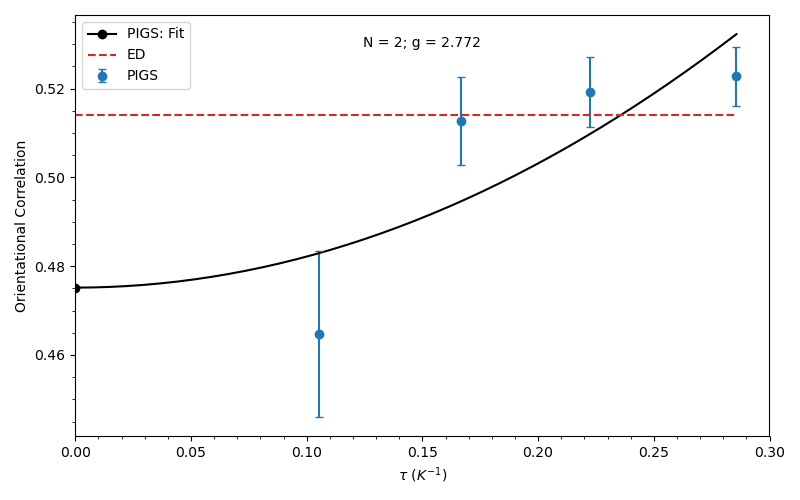 PIGS: Fit
ED
PIGS
N = 2; g = 2.772
Orientational Correlation
0.52
0.50
0.48
0.46
0.00 0.05 0.10 0.15 0.20 0.25 0.30
τ (K⁻¹)